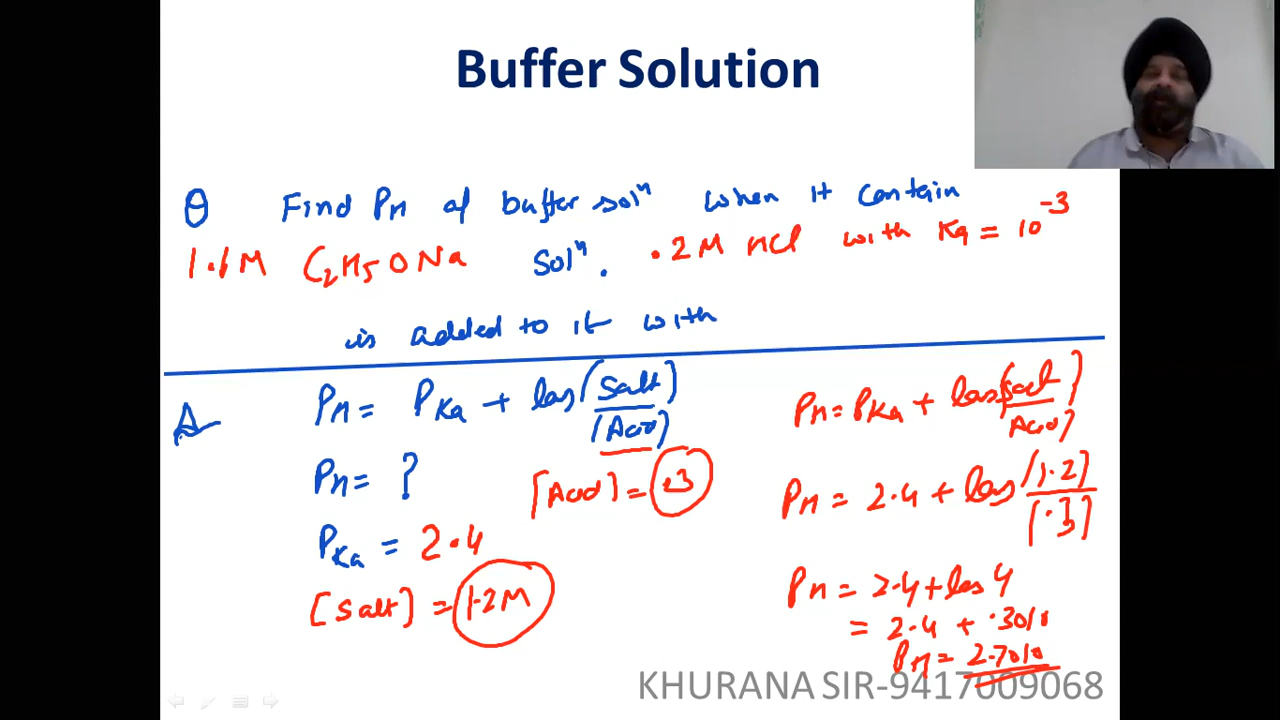 Buffer Solution
Q Find PH of buffer solⁿ when it contain
1.1M C₂H₅ONa solⁿ. .2M HCl with Ka = 10⁻³
is added to it with
A PH = PKa + log [Salt]/[Acid]
PH = ?
[Acid] = .3
PKa = 2.4
[Salt] = 1.2M
PH = PKa + log [Salt]/[Acid]
PH = 2.4 + log [1.2]/[.3]
PH = 2.4 + log 4
= 2.4 + .3010
PH = 2.7010
KHURANA SIR-9417009068